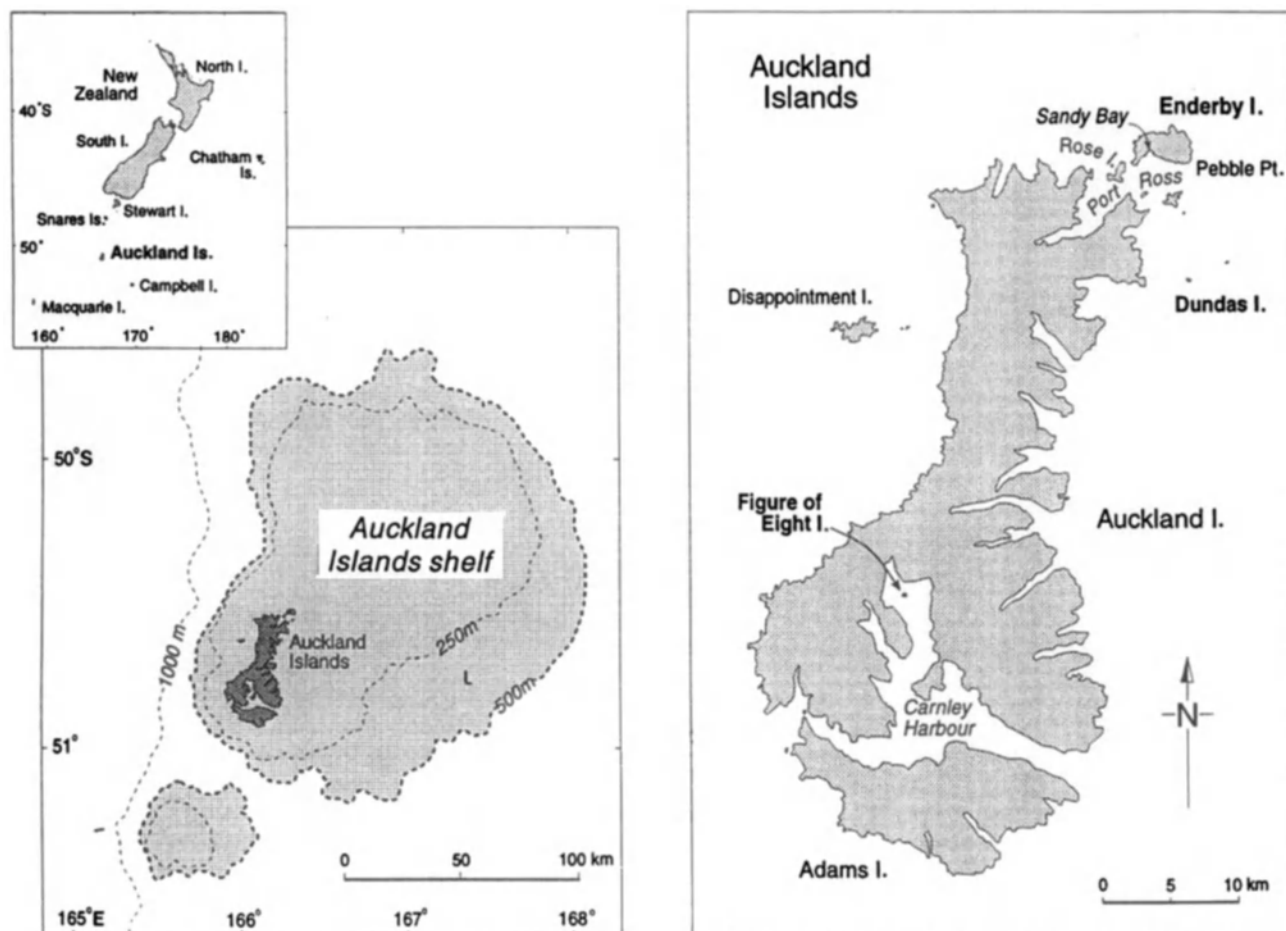 North I.
New
Zealand
40°S
South I.
Chatham
Is.
Stewart I.
Snares Is.
50°
Auckland Is.
Campbell I.
Macquarie I.
160°
170°
180°
50°S
Auckland
Islands shelf
Auckland
Islands
1000 m
250m
L
500m
51°
0
50
100 km
165°E
166°
167°
168°
Auckland
Islands
Enderby I.
Sandy Bay
Rose I.
Pebble Pt.
Port Ross
Disappointment I.
Dundas I.
Figure of
Eight I.
Auckland I.
Carnley
Harbour
N
Adams I.
0
5
10 km